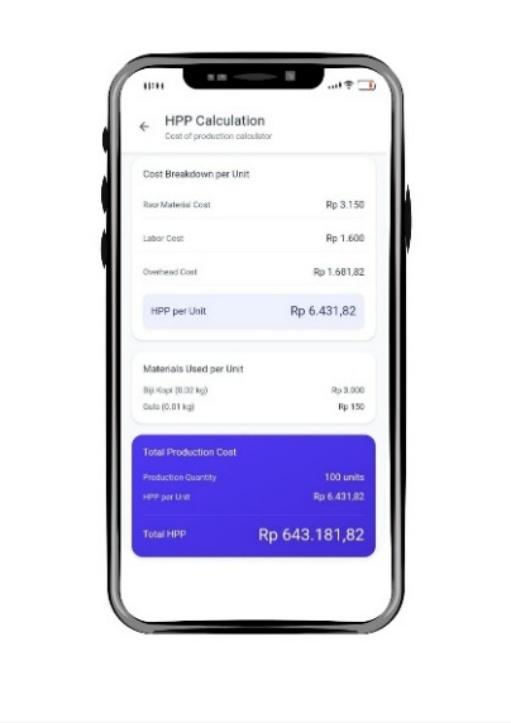 HPP Calculation
Cost of production calculator
Cost Breakdown per Unit
Raw Material Cost Rp 3.150
Labor Cost Rp 1.600
Overhead Cost Rp 1.681,82
HPP per Unit Rp 6.431,82
Materials Used per Unit
Biji Kopi (0.02 kg) Rp 3.000
Gula (0.01 kg) Rp 150
Total Production Cost
Production Quantity 100 units
HPP per Unit Rp 6.431,82
Total HPP Rp 643.181,82